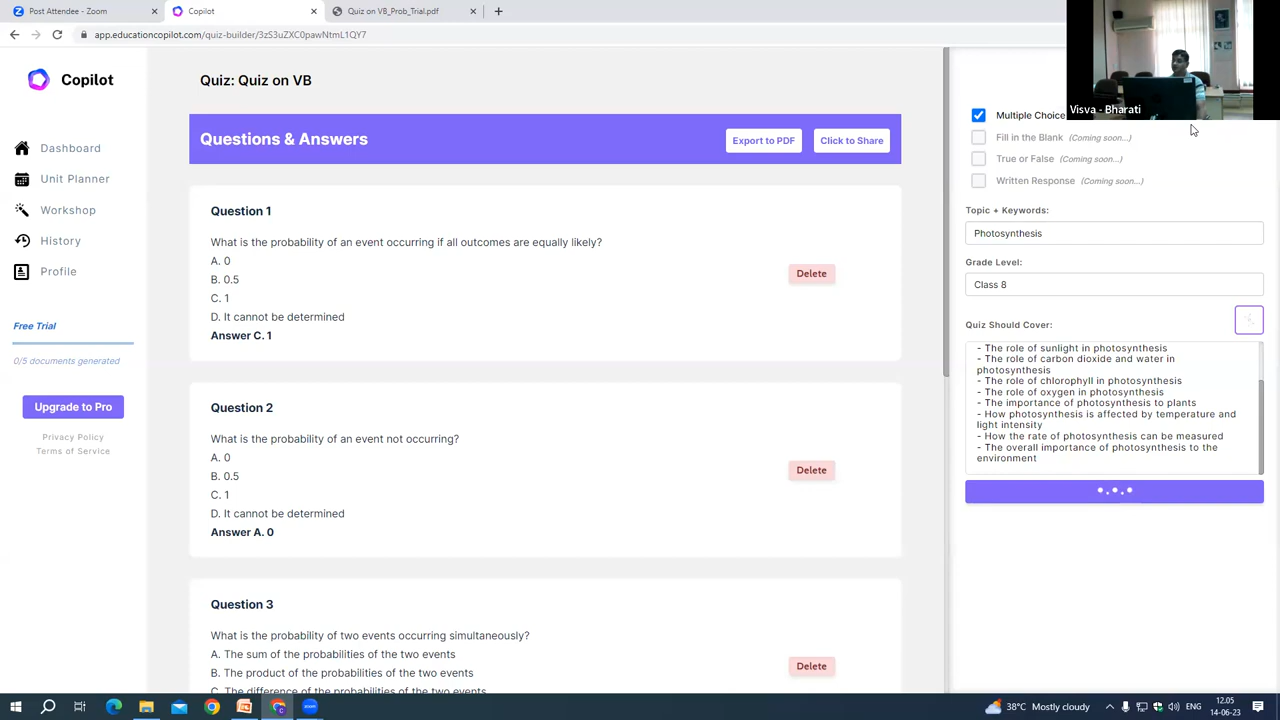 Post Attendee - Zoom
Copilot
Quiz on VB_Prob_Trial.pdf
app.educationcopilot.com/quiz-builder/3zS3uZXC0pawNtmL1QY7
Visva - Bharati
Copilot
Dashboard
Unit Planner
Workshop
History
Profile
Free Trial
0/5 documents generated
Upgrade to Pro
Privacy Policy
Terms of Service
Quiz: Quiz on VB
Questions & Answers
Export to PDF
Click to Share
Question 1
What is the probability of an event occurring if all outcomes are equally likely?
A. 0
B. 0.5
C. 1
D. It cannot be determined
Answer C. 1
Delete
Question 2
What is the probability of an event not occurring?
A. 0
B. 0.5
C. 1
D. It cannot be determined
Answer A. 0
Delete
Question 3
What is the probability of two events occurring simultaneously?
A. The sum of the probabilities of the two events
B. The product of the probabilities of the two events
C. The difference of the probabilities of the two events
Delete
Multiple Choice
Fill in the Blank (Coming soon...)
True or False (Coming soon...)
Written Response (Coming soon...)
Topic + Keywords:
Photosynthesis
Grade Level:
Class 8
Quiz Should Cover:
- The role of sunlight in photosynthesis
- The role of carbon dioxide and water in
photosynthesis
- The role of chlorophyll in photosynthesis
- The role of oxygen in photosynthesis
- The importance of photosynthesis to plants
- How photosynthesis is affected by temperature and
light intensity
- How the rate of photosynthesis can be measured
- The overall importance of photosynthesis to the
environment
38°C Mostly cloudy
12.05
14-06-23